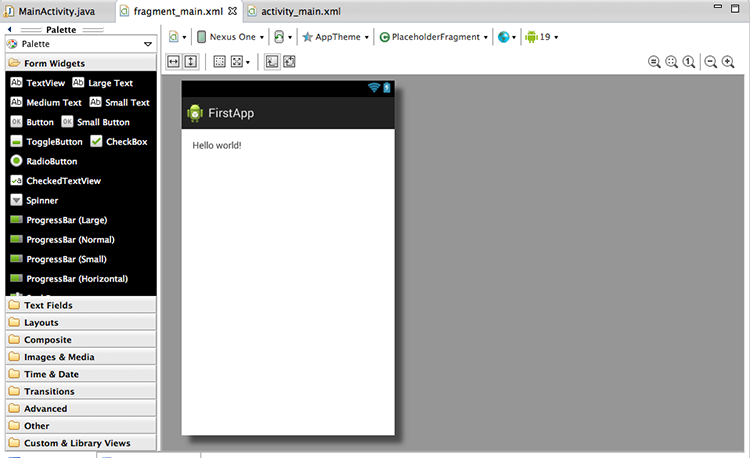 MainActivity.java fragment_main.xml activity_main.xml
Palette
Palette
Nexus One AppTheme PlaceholderFragment 19
Form Widgets
Ab TextView Ab Large Text
Ab Medium Text Ab Small Text
OK Button OK Small Button
ToggleButton CheckBox
RadioButton
CheckedTextView
Spinner
ProgressBar (Large)
ProgressBar (Normal)
ProgressBar (Small)
ProgressBar (Horizontal)
Text Fields
Layouts
Composite
Images & Media
Time & Date
Transitions
Advanced
Other
Custom & Library Views
FirstApp
Hello world!